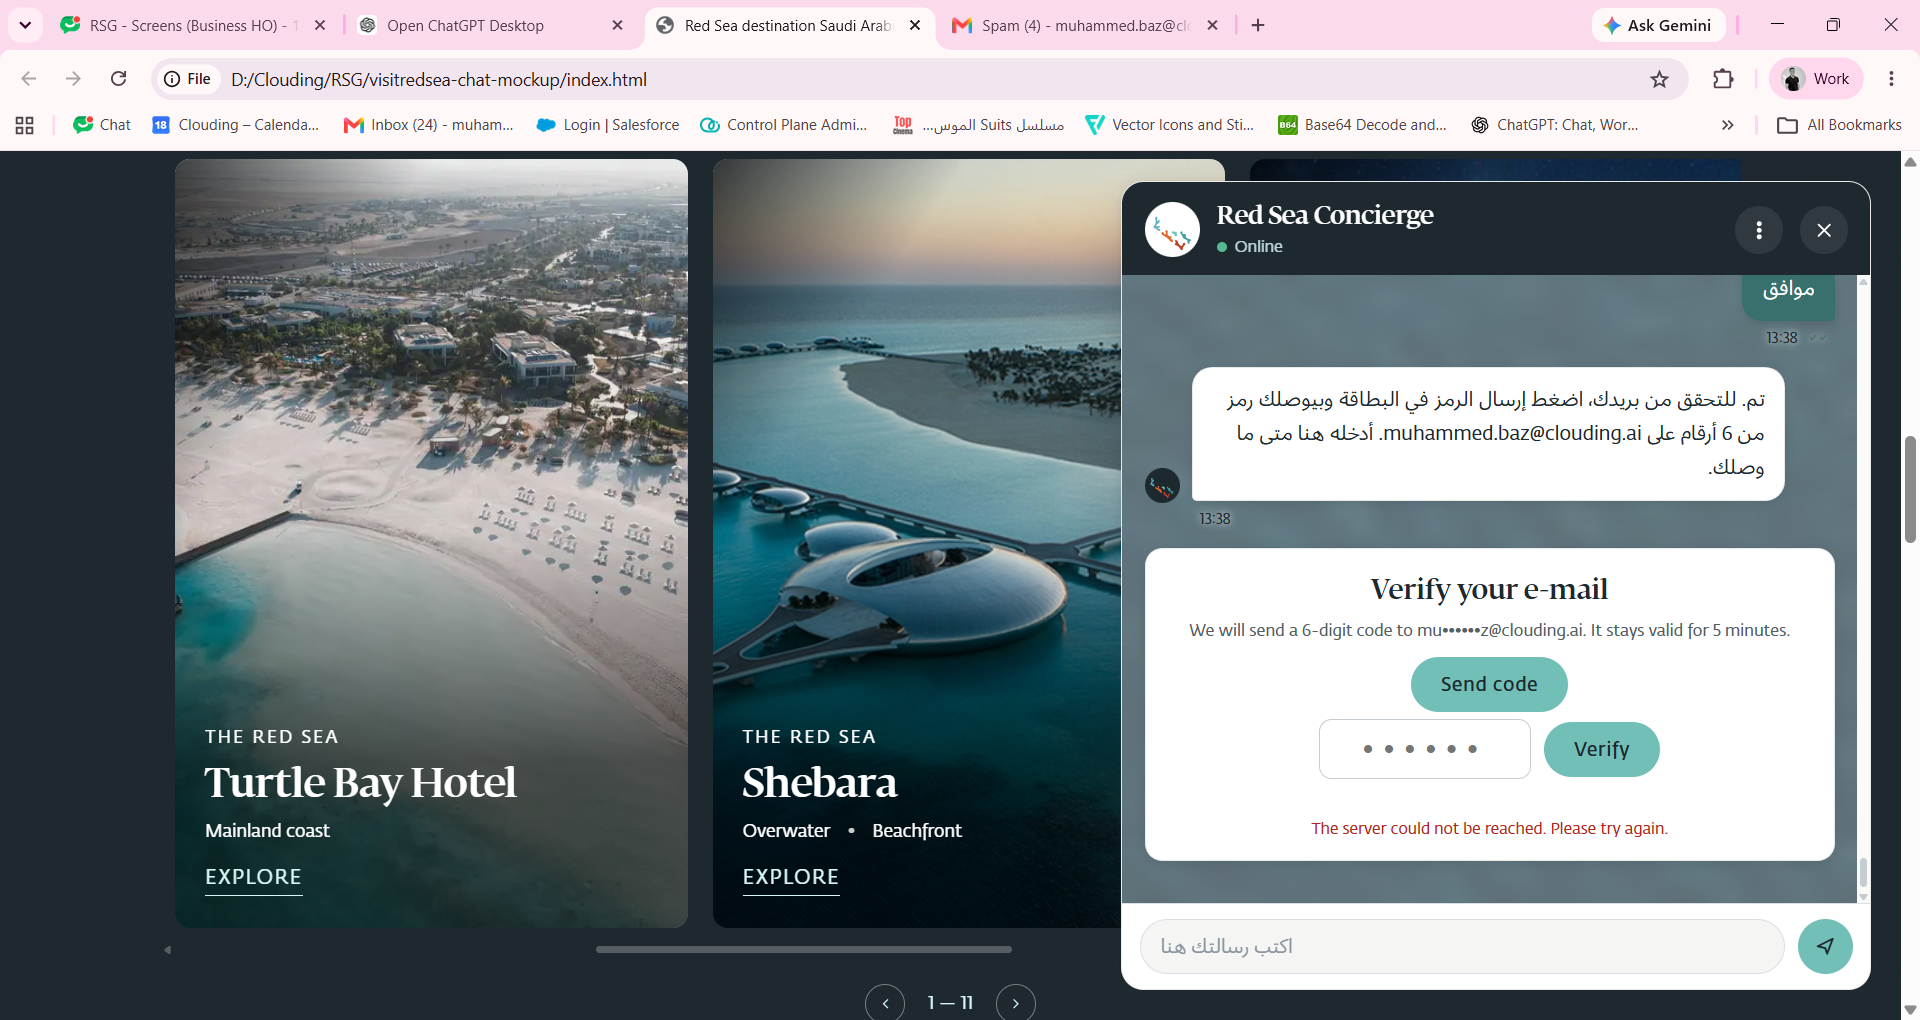 RSG - Screens (Business HO) - 1
Open ChatGPT Desktop
Red Sea destination Saudi Arabi
Spam (4) - muhammed.baz@clo
Ask Gemini
File
D:/Clouding/RSG/visitredsea-chat-mockup/index.html
Work
Chat
18
Clouding – Calenda...
Inbox (24) - muham...
Login | Salesforce
Control Plane Admi...
Top Cinema
مسلسل Suits الموس...
Vector Icons and Sti...
B64
Base64 Decode and...
ChatGPT: Chat, Wor...
All Bookmarks
THE RED SEA
Turtle Bay Hotel
Mainland coast
EXPLORE
THE RED SEA
Shebara
Overwater • Beachfront
EXPLORE
1 — 11
Red Sea Concierge
Online
موافق
13:38
تم. للتحقق من بريدك، اضغط إرسال الرمز في البطاقة وبيوصلك رمز
من 6 أرقام على muhammed.baz@clouding.ai. أدخله هنا متى ما
وصلك.
13:38
Verify your e-mail
We will send a 6-digit code to mu••••••z@clouding.ai. It stays valid for 5 minutes.
Send code
••••••
Verify
The server could not be reached. Please try again.
اكتب رسالتك هنا